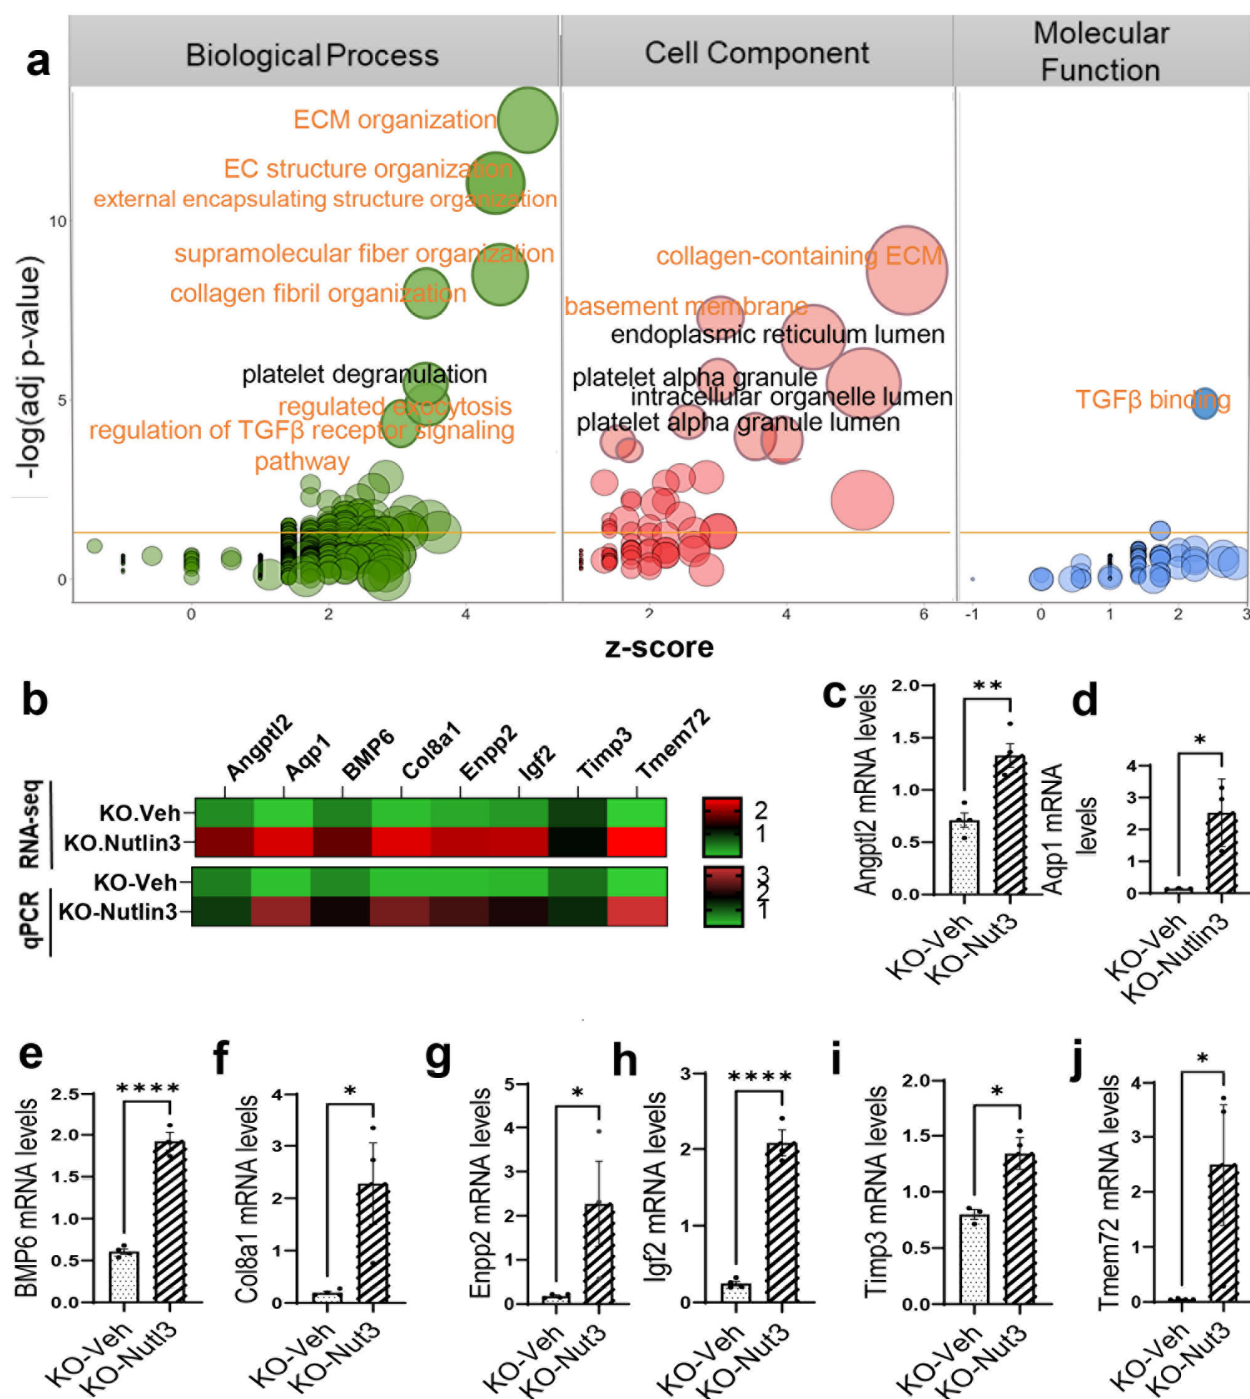 a
Biological Process
Cell Component
Molecular
Function
-log(adj p-value)
10
5
0
ECM organization
EC structure organization
external encapsulating structure organization
supramolecular fiber organization
collagen fibril organization
platelet degranulation
regulated exocytosis
regulation of TGFβ receptor signaling
pathway
collagen-containing ECM
basement membrane
endoplasmic reticulum lumen
platelet alpha granule
intracellular organelle lumen
platelet alpha granule lumen
TGFβ binding
0 2 4
2 4 6
-1 0 1 2 3
z-score
b
Angptl2 Aqp1 BMP6 Col8a1 Enpp2 Igf2 Timp3 Tmem72
RNA-seq
KO.Veh
KO.Nutlin3
2
1
qPCR
KO-Veh
KO-Nutlin3
3
2
1
c
Angptl2 mRNA levels
2.0
1.5
1.0
0.5
0.0
**
KO-Veh
KO-Nut3
d
Aqp1 mRNA
levels
4
3
2
1
0
*
KO-Veh
KO-Nutlin3
e
BMP6 mRNA levels
2.5
2.0
1.5
1.0
0.5
0.0
****
KO-Veh
KO-Nutl3
f
Col8a1 mRNA levels
4
3
2
1
0
*
KO-Veh
KO-Nut3
g
Enpp2 mRNA levels
5
4
3
2
1
0
*
KO-Veh
KO-Nut3
h
Igf2 mRNA levels
3
2
1
0
****
KO-Veh
KO-Nut3
i
Timp3 mRNA levels
2.0
1.5
1.0
0.5
0.0
*
KO-Veh
KO-Nut3
j
Tmem72 mRNA levels
4
3
2
1
0
*
KO-Veh
KO-Nut3